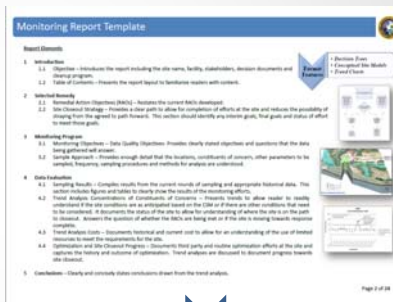 Monitoring Report Template
Report Elements
1 Introduction
1.1 Objective – Introduces the report including the site name, facility, stakeholders, decision documents and
cleanup program.
1.2 Table of Contents – Presents the report layout to familiarize readers with content.
2 Selected Remedy
2.1 Remedial Action Objectives (RAOs) – Restates the current RAOs developed.
2.2 Site Closeout Strategy – Provides a clear path to allow for completion of efforts at the site and reduces the possibility of
straying from the agreed to path forward. This section should identify any interim goals, final goals and status of effort
to meet those goals.
3 Monitoring Program
3.1 Monitoring Objectives – Data Quality Objectives: Provides clearly stated objectives and questions that the data
being gathered will answer.
3.2 Sample Approach – Provides enough detail that the locations, constituents of concern, other parameters to be
sampled, frequency, sampling procedures and methods for analysis are understood.
4 Data Evaluation
4.1 Sampling Results – Compiles results from the current rounds of sampling and appropriate historical data. This
section includes figures and tables to clearly show the results of the monitoring efforts.
4.2 Trend Analysis Concentrations of Constituents of Concerns – Presents trends to allow reader to readily
understand if the site conditions are as anticipated based on the CSM or if there are other conditions that need
to be considered. It documents the status of the site to allow for understanding of where the site is on the path
to closeout. Answers the question of whether the RAOs are being met or if the site is moving towards response
complete.
4.3 Trend Analysis Costs – Documents historical and current cost to allow for an understanding of the use of limited
resources to meet the requirements for the site.
4.4 Optimization and Site Closeout Progress – Documents third party and routine optimization efforts at the site and
captures the history and outcome of optimization. Trend analyses are discussed to document progress towards
site closeout.
5 Conclusions – Clearly and concisely states conclusions drawn from the trend analysis.
Format
Features
• Decision Trees
• Conceptual Site Models
• Trend Charts
Page 2 of 24